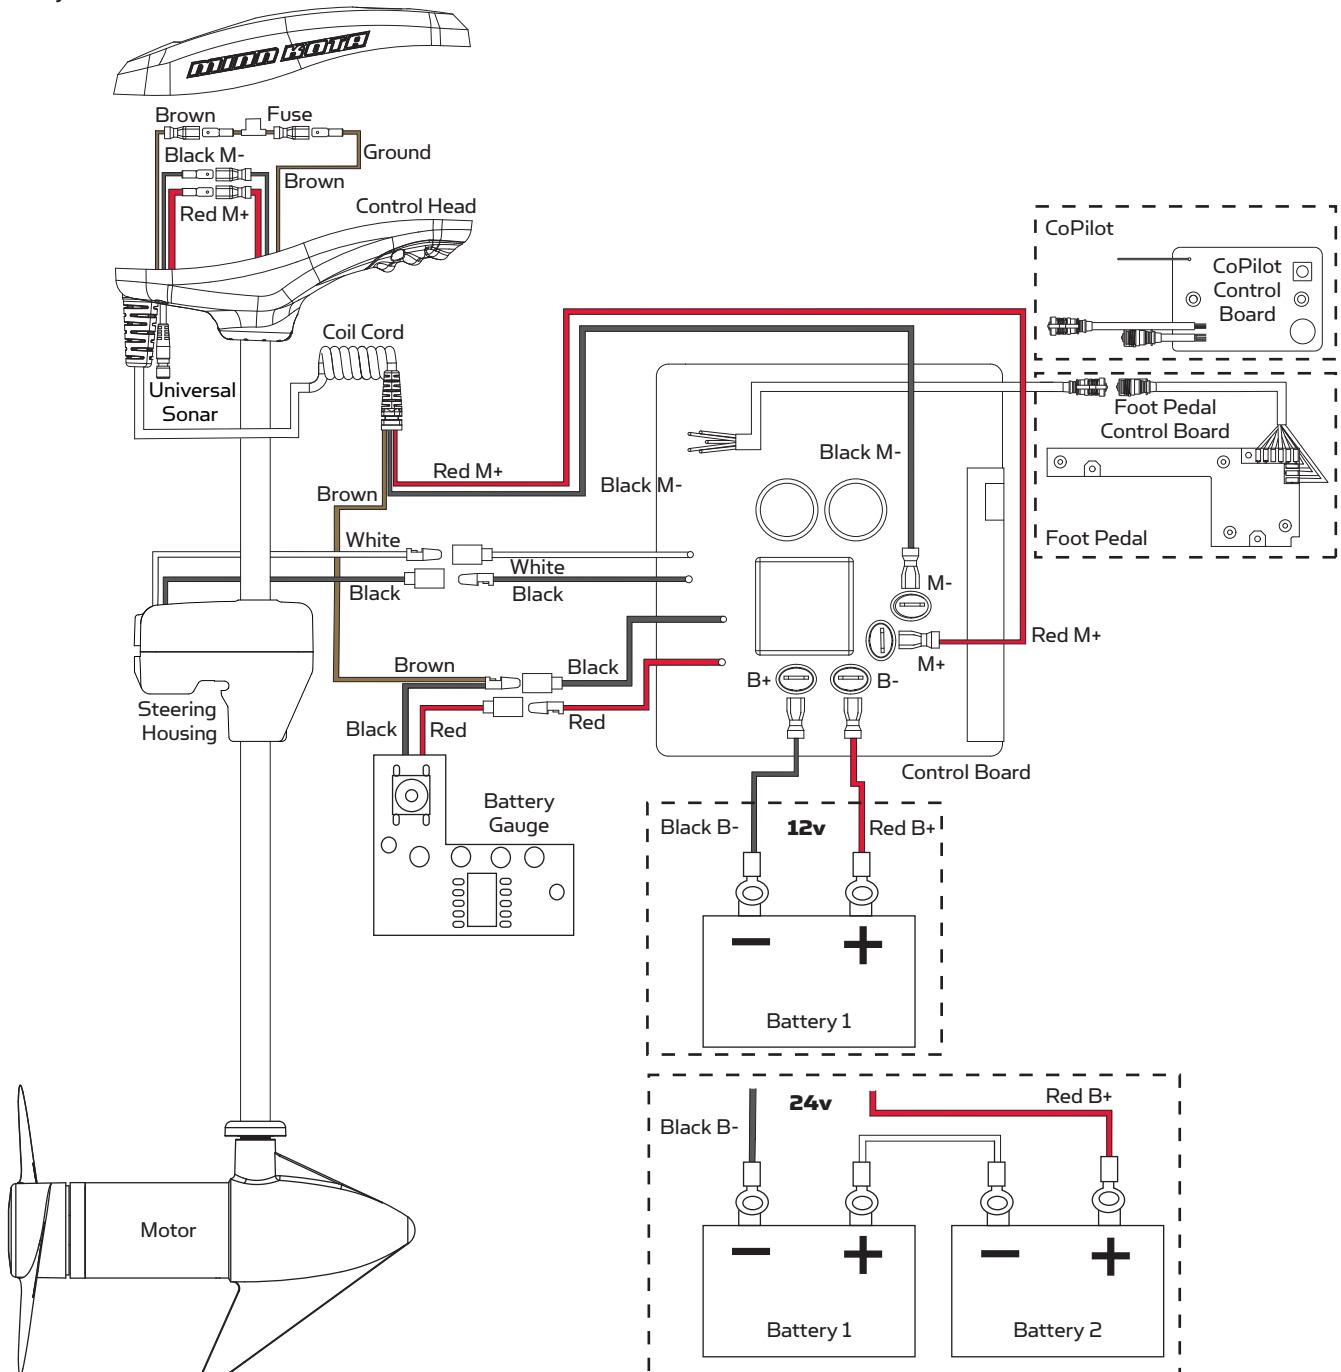 MINN KOTA
Brown
Fuse
Black M-
Ground
Brown
Red M+
Control Head
CoPilot
CoPilot
Control
Board
Coil Cord
Universal
Sonar
Foot Pedal
Control Board
Black M-
Red M+
Black M-
Brown
White
Foot Pedal
White
Black
Black
M-
Red M+
M+
Brown
Black
B+
B-
Steering
Housing
Black
Red
Red
Control Board
Battery
Gauge
Black B-
12v
Red B+
Battery 1
24v
Red B+
Black B-
Motor
Battery 1
Battery 2